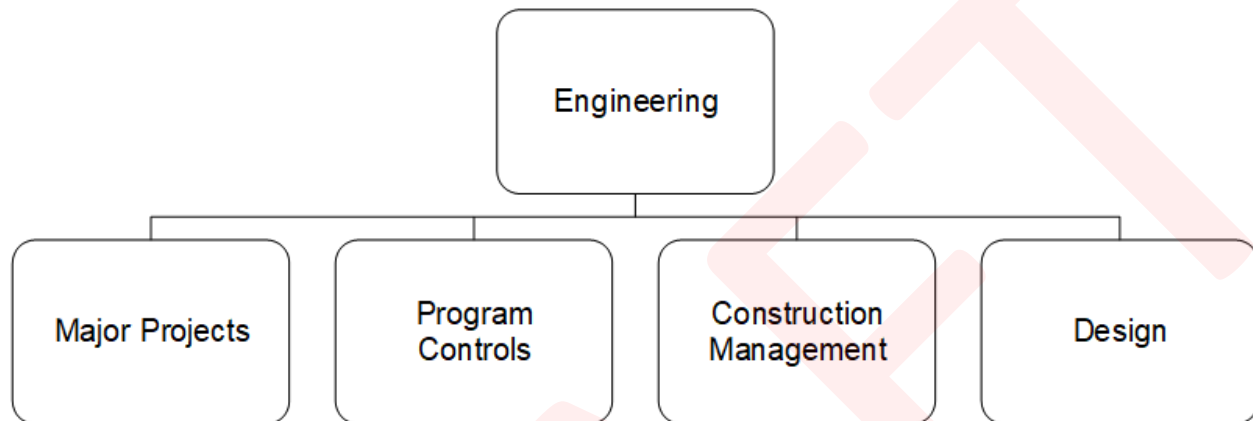 Engineering
Major Projects
Program
Controls
Construction
Management
Design